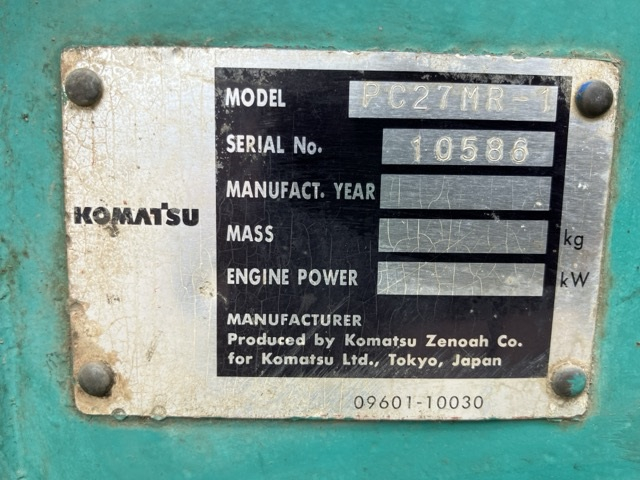 MODEL PC27MR-1
SERIAL No. 10586
MANUFACT. YEAR
KOMATSU
MASS kg
ENGINE POWER kW
MANUFACTURER
Produced by Komatsu Zenoah Co.
for Komatsu Ltd., Tokyo, Japan
09601-10030